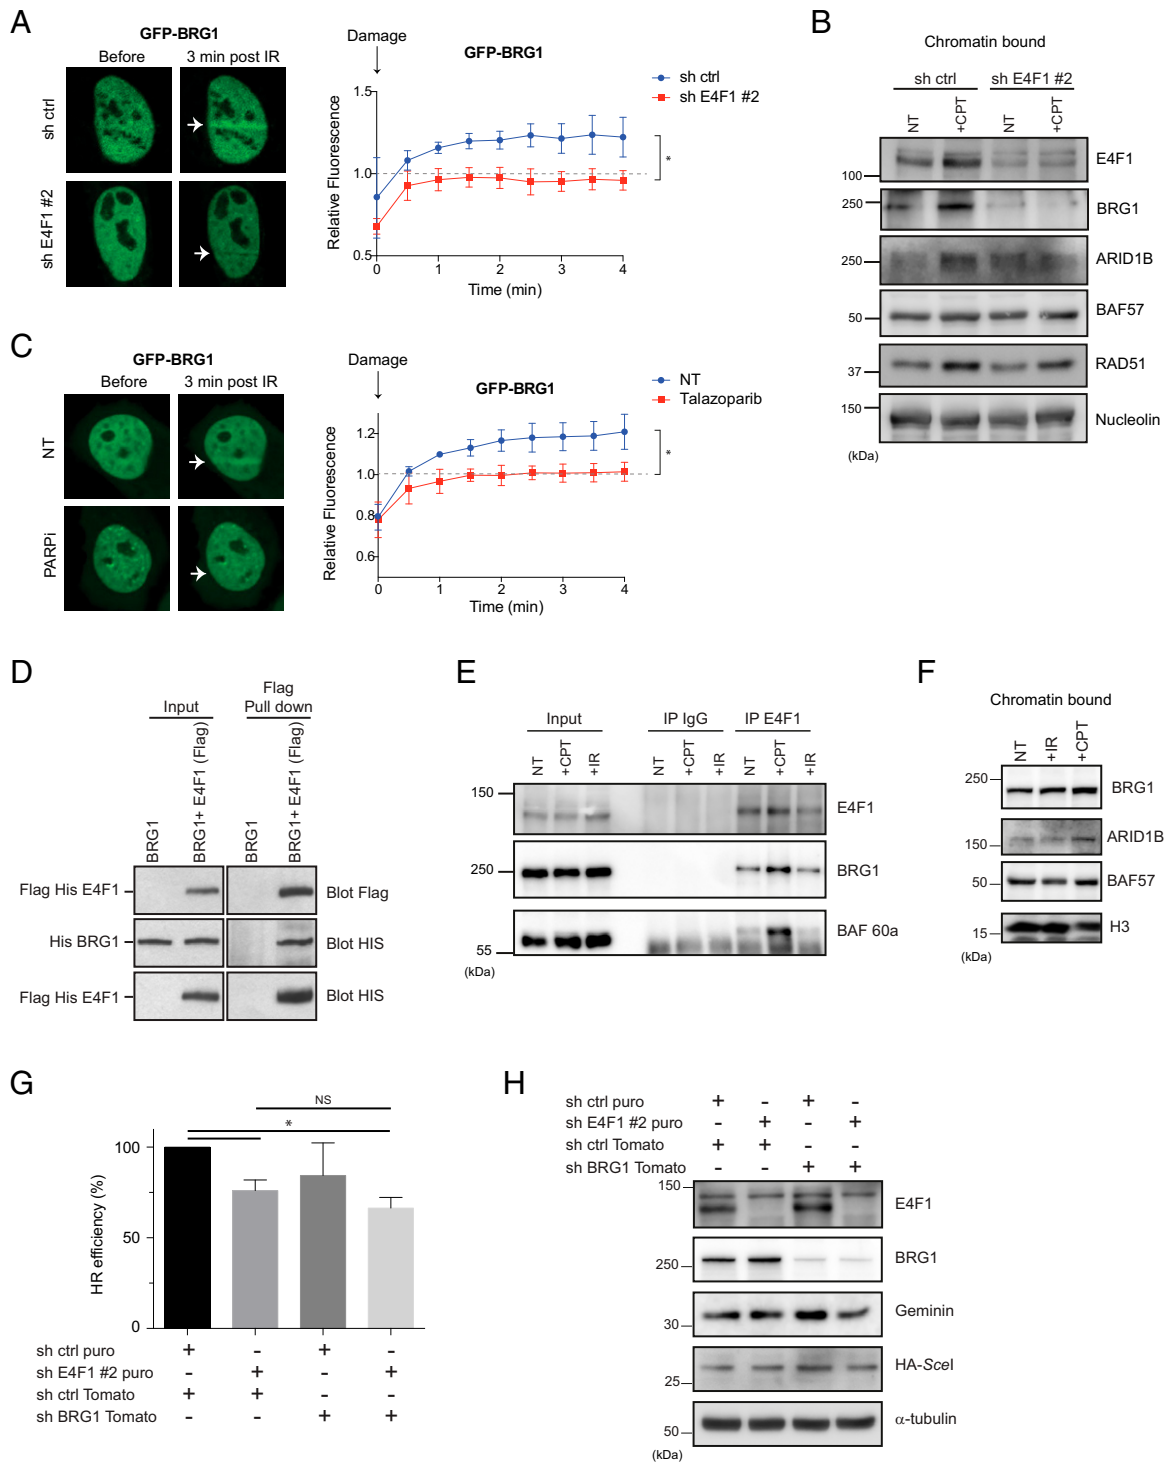 A
GFP-BRG1
Before
3 min post IR
sh ctrl
sh E4F1 #2
Damage
GFP-BRG1
sh ctrl
sh E4F1 #2
Relative Fluorescence
1.5
1.0
0.5
0 1 2 3 4
Time (min)
*
B
Chromatin bound
sh ctrl
sh E4F1 #2
NT
+CPT
NT
+CPT
100
E4F1
250
BRG1
250
ARID1B
50
BAF57
37
RAD51
150
Nucleolin
(kDa)
C
GFP-BRG1
Before
3 min post IR
NT
PARPi
Damage
GFP-BRG1
NT
Talazoparib
Relative Fluorescence
1.2
1.0
0.8
0.6
0 1 2 3 4
Time (min)
*
D
Input
Flag
Pull down
BRG1
BRG1+ E4F1 (Flag)
BRG1
BRG1+ E4F1 (Flag)
Flag His E4F1
Blot Flag
His BRG1
Blot HIS
Flag His E4F1
Blot HIS
E
Input
IP IgG
IP E4F1
NT
+CPT
+IR
NT
+CPT
+IR
NT
+CPT
+IR
150
E4F1
250
BRG1
55
BAF 60a
(kDa)
F
Chromatin bound
NT
+IR
+CPT
250
BRG1
150
ARID1B
50
BAF57
15
H3
(kDa)
G
NS
*
HR efficiency (%)
100
50
0
sh ctrl puro + - + -
sh E4F1 #2 puro - + - +
sh ctrl Tomato + + - -
sh BRG1 Tomato - - + +
H
sh ctrl puro + - + -
sh E4F1 #2 puro - + - +
sh ctrl Tomato + + - -
sh BRG1 Tomato - - + +
150
E4F1
250
BRG1
30
Geminin
25
HA-SceI
50
α-tubulin
(kDa)